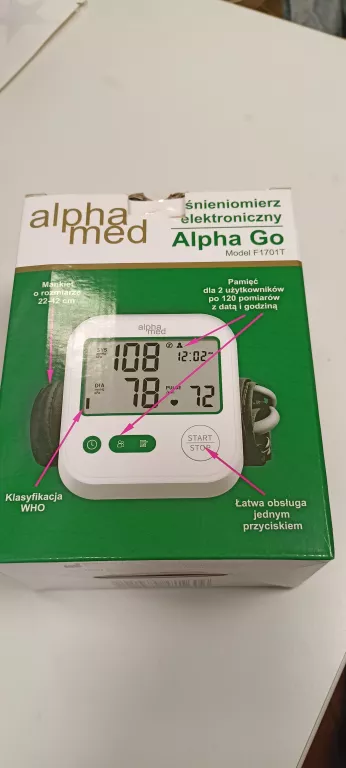 alpha
med
śnieniomierz
elektroniczny
Alpha Go
Model F1701T
Mankiet
o rozmiarze
22-42 cm
Pamięć
dla 2 użytkowników
po 120 pomiarów
z datą i godziną
alpha
med
SYS
108
12:02
DIA
78
PULSE
72
START
STOP
Klasyfikacja
WHO
Łatwa obsługa
jednym
przyciskiem